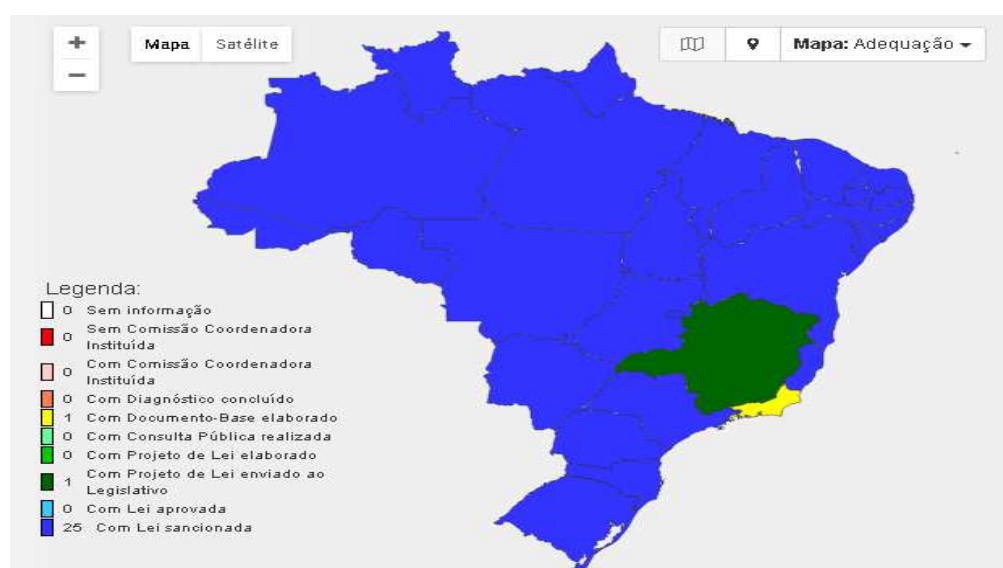 +
−
Mapa Satélite
Mapa: Adequação
Legenda:
0 Sem informação
0 Sem Comissão Coordenadora
Instituída
0 Com Comissão Coordenadora
Instituída
0 Com Diagnóstico concluído
1 Com Documento-Base elaborado
0 Com Consulta Pública realizada
0 Com Projeto de Lei elaborado
1 Com Projeto de Lei enviado ao
Legislativo
0 Com Lei aprovada
25 Com Lei sancionada